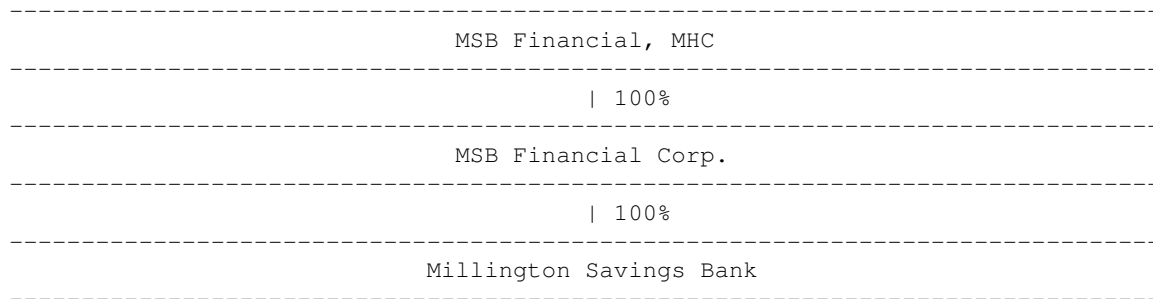 MSB Financial, MHC
| 100%
MSB Financial Corp.
| 100%
Millington Savings Bank